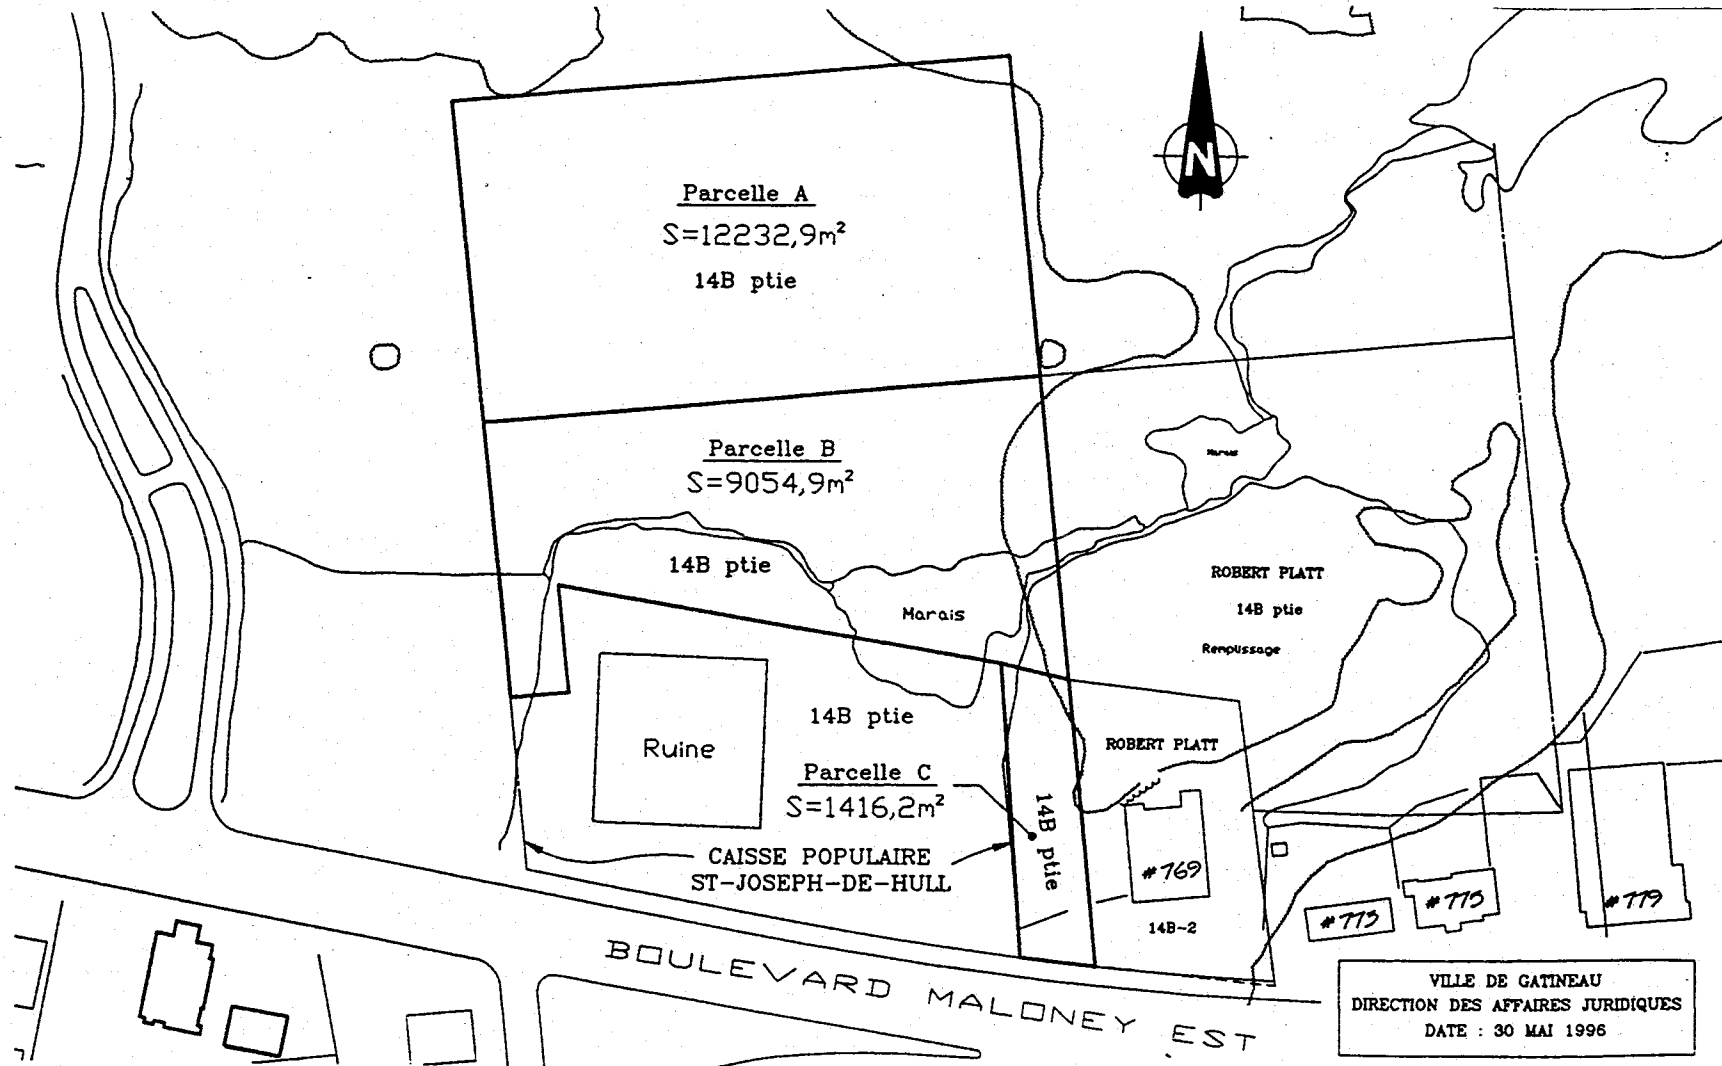 N
Parcelle A
S=12232,9m²
14B ptie
Parcelle B
S=9054,9m²
14B ptie
Marais
Marais
ROBERT PLATT
14B ptie
Remplissage
14B ptie
Ruine
ROBERT PLATT
Parcelle C
S=1416,2m²
14B ptie
CAISSE POPULAIRE
ST-JOSEPH-DE-HULL
#769
14B-2
#773
#775
#779
BOULEVARD MALONEY EST
VILLE DE GATINEAU
DIRECTION DES AFFAIRES JURIDIQUES
DATE : 30 MAI 1996